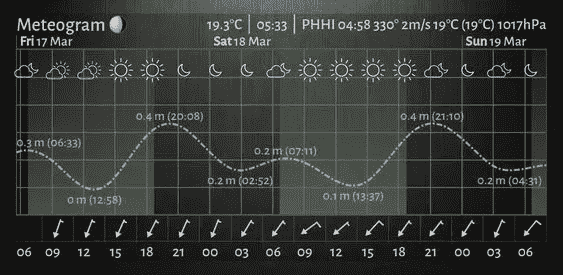 Meteogram 19.3°C | 05:33 | PHHI 04:58 330° 2m/s 19°C (19°C) 1017hPa
Fri 17 Mar Sat 18 Mar Sun 19 Mar
0.4 m (20:08) 0.4 m (21:10)
0.3 m (06:33) 0.2 m (07:11)
0.2 m (02:52) 0.2 m (04:31)
0 m (12:58) 0.1 m (13:37)
06 09 12 15 18 21 00 03 06 09 12 15 18 21 00 03 06